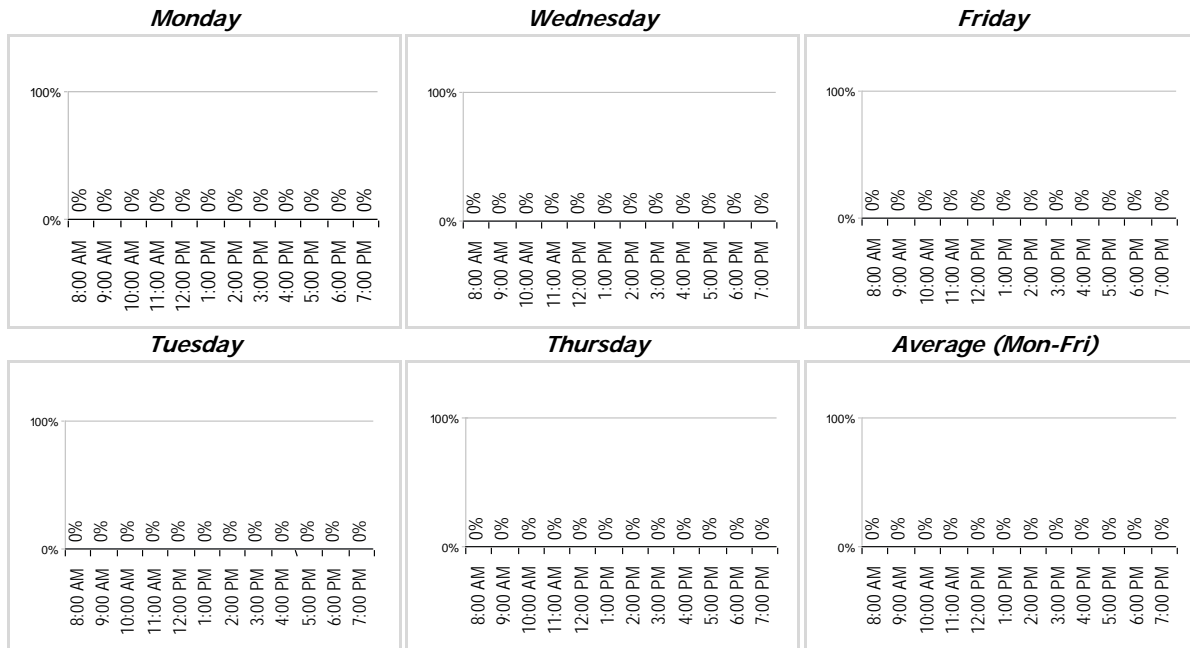 Monday
100%
0% 0% 0% 0% 0% 0% 0% 0% 0% 0% 0% 0%
0%
8:00 AM 9:00 AM 10:00 AM 11:00 AM 12:00 PM 1:00 PM 2:00 PM 3:00 PM 4:00 PM 5:00 PM 6:00 PM 7:00 PM
Wednesday
100%
0% 0% 0% 0% 0% 0% 0% 0% 0% 0% 0% 0%
0%
8:00 AM 9:00 AM 10:00 AM 11:00 AM 12:00 PM 1:00 PM 2:00 PM 3:00 PM 4:00 PM 5:00 PM 6:00 PM 7:00 PM
Friday
100%
0% 0% 0% 0% 0% 0% 0% 0% 0% 0% 0% 0%
0%
8:00 AM 9:00 AM 10:00 AM 11:00 AM 12:00 PM 1:00 PM 2:00 PM 3:00 PM 4:00 PM 5:00 PM 6:00 PM 7:00 PM
Tuesday
100%
0% 0% 0% 0% 0% 0% 0% 0% 0% 0% 0% 0%
0%
8:00 AM 9:00 AM 10:00 AM 11:00 AM 12:00 PM 1:00 PM 2:00 PM 3:00 PM 4:00 PM 5:00 PM 6:00 PM 7:00 PM
Thursday
100%
0% 0% 0% 0% 0% 0% 0% 0% 0% 0% 0% 0%
0%
8:00 AM 9:00 AM 10:00 AM 11:00 AM 12:00 PM 1:00 PM 2:00 PM 3:00 PM 4:00 PM 5:00 PM 6:00 PM 7:00 PM
Average (Mon-Fri)
100%
0% 0% 0% 0% 0% 0% 0% 0% 0% 0% 0% 0%
0%
8:00 AM 9:00 AM 10:00 AM 11:00 AM 12:00 PM 1:00 PM 2:00 PM 3:00 PM 4:00 PM 5:00 PM 6:00 PM 7:00 PM